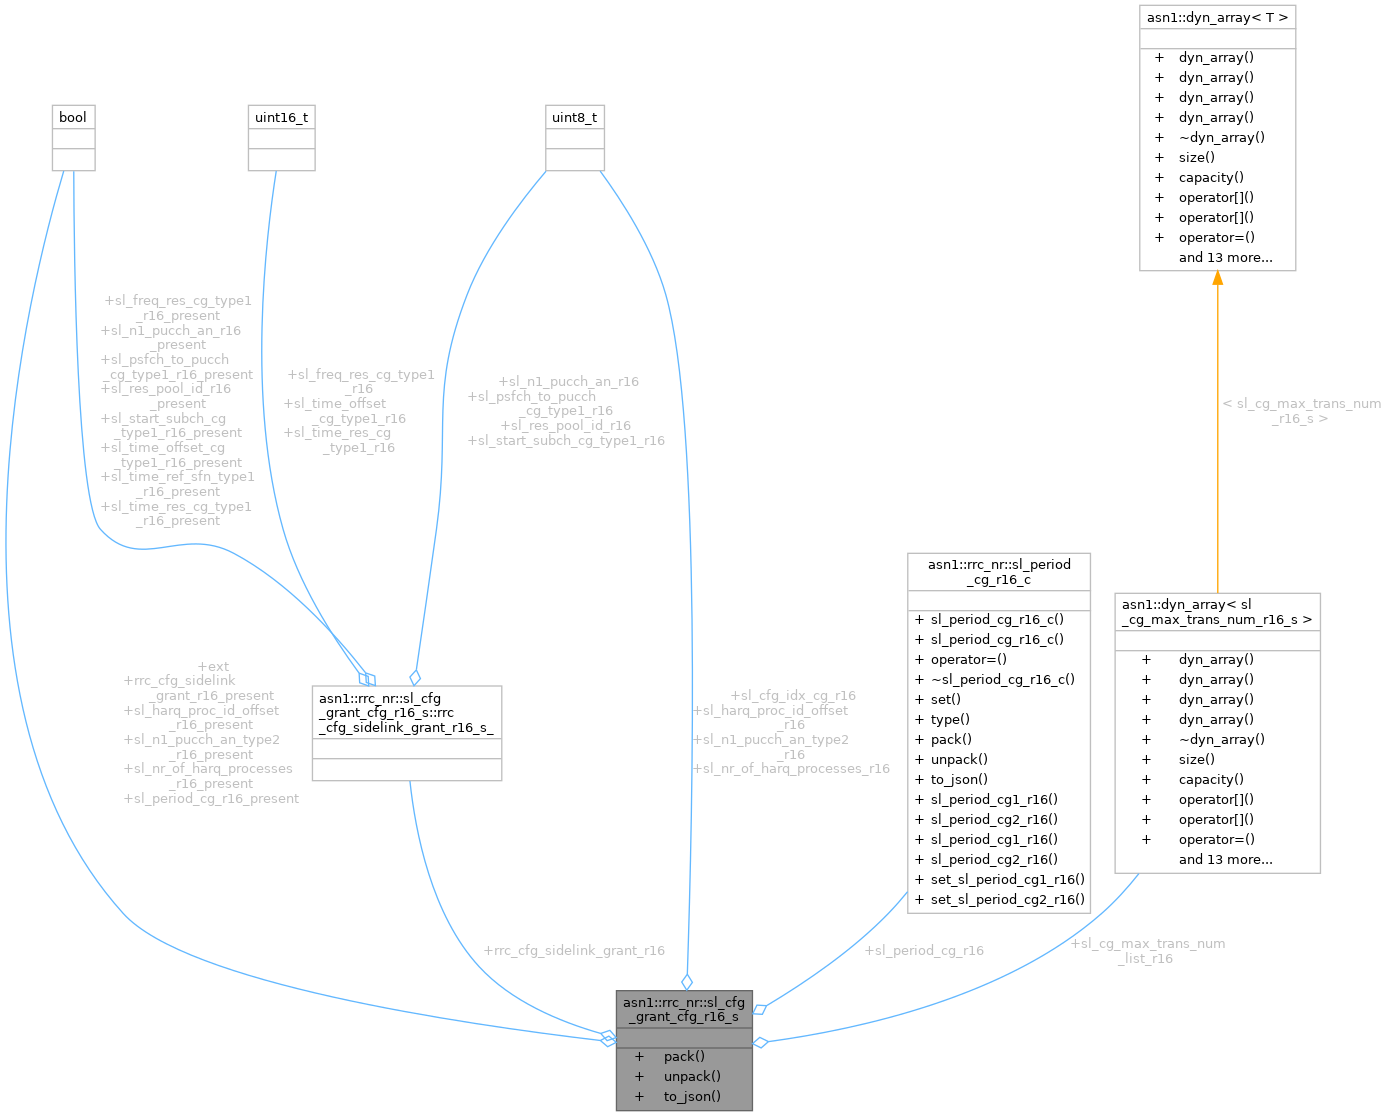 asn1::dyn_array< T >
+ dyn_array()
+ dyn_array()
+ dyn_array()
+ dyn_array()
+ ~dyn_array()
+ size()
+ capacity()
+ operator[]()
+ operator[]()
+ operator=()
and 13 more...
bool
uint16_t
uint8_t
+sl_freq_res_cg_type1
_r16_present
+sl_n1_pucch_an_r16
_present
+sl_psfch_to_pucch
_cg_type1_r16_present
+sl_res_pool_id_r16
_present
+sl_start_subch_cg
_type1_r16_present
+sl_time_offset_cg
_type1_r16_present
+sl_time_ref_sfn_type1
_r16_present
+sl_time_res_cg_type1
_r16_present
+sl_freq_res_cg_type1
_r16
+sl_time_offset
_cg_type1_r16
+sl_time_res_cg
_type1_r16
+sl_n1_pucch_an_r16
+sl_psfch_to_pucch
_cg_type1_r16
+sl_res_pool_id_r16
+sl_start_subch_cg_type1_r16
< sl_cg_max_trans_num
_r16_s >
asn1::rrc_nr::sl_period
_cg_r16_c
+ sl_period_cg_r16_c()
+ sl_period_cg_r16_c()
+ operator=()
+ ~sl_period_cg_r16_c()
+ set()
+ type()
+ pack()
+ unpack()
+ to_json()
+ sl_period_cg1_r16()
+ sl_period_cg2_r16()
+ sl_period_cg1_r16()
+ sl_period_cg2_r16()
+ set_sl_period_cg1_r16()
+ set_sl_period_cg2_r16()
asn1::dyn_array< sl
_cg_max_trans_num_r16_s >
+ dyn_array()
+ dyn_array()
+ dyn_array()
+ dyn_array()
+ ~dyn_array()
+ size()
+ capacity()
+ operator[]()
+ operator[]()
+ operator=()
and 13 more...
+ext
+rrc_cfg_sidelink
_grant_r16_present
+sl_harq_proc_id_offset
_r16_present
+sl_n1_pucch_an_type2
_r16_present
+sl_nr_of_harq_processes
_r16_present
+sl_period_cg_r16_present
asn1::rrc_nr::sl_cfg
_grant_cfg_r16_s::rrc
_cfg_sidelink_grant_r16_s_
+sl_cfg_idx_cg_r16
+sl_harq_proc_id_offset
_r16
+sl_n1_pucch_an_type2
_r16
+sl_nr_of_harq_processes_r16
+rrc_cfg_sidelink_grant_r16
+sl_period_cg_r16
+sl_cg_max_trans_num
_list_r16
asn1::rrc_nr::sl_cfg
_grant_cfg_r16_s
+ pack()
+ unpack()
+ to_json()